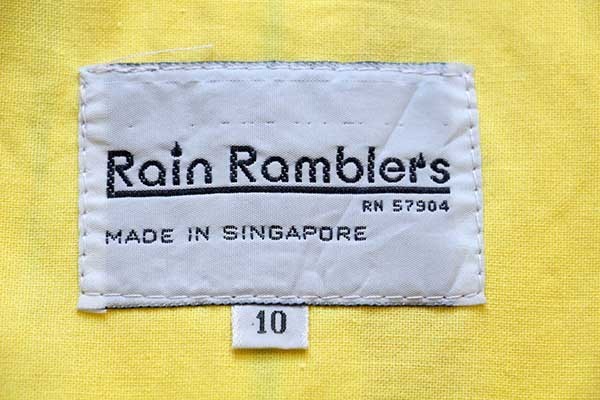 Rain Ramblers
RN 57904
MADE IN SINGAPORE
10